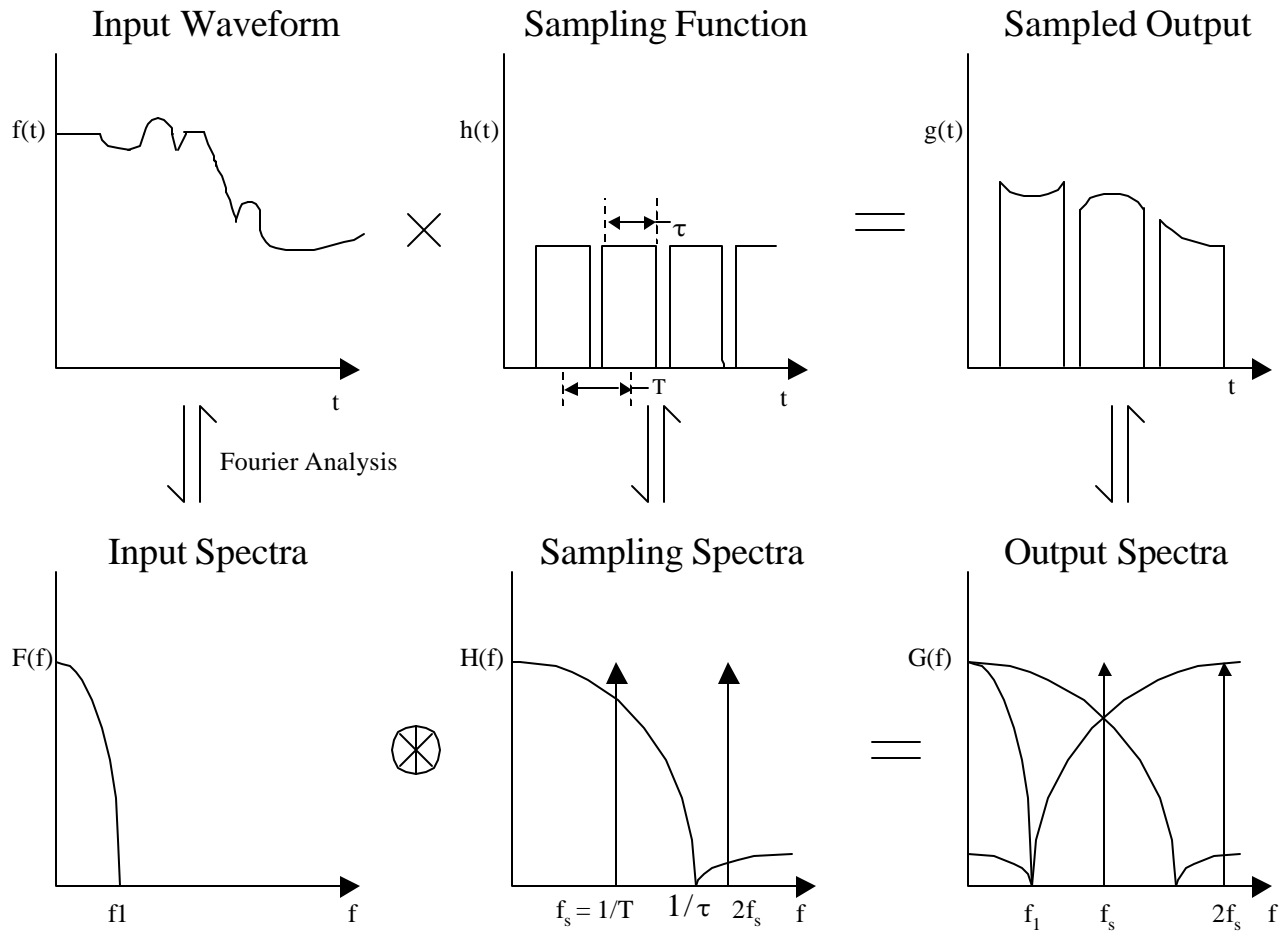 Input Waveform
Sampling Function
Sampled Output
f(t)
h(t)
g(t)
τ
T
t
t
t
Fourier Analysis
Input Spectra
Sampling Spectra
Output Spectra
F(f)
H(f)
G(f)
f1
f
fₛ = 1/T
1/τ
2fₛ
f
f₁
fₛ
2fₛ
f